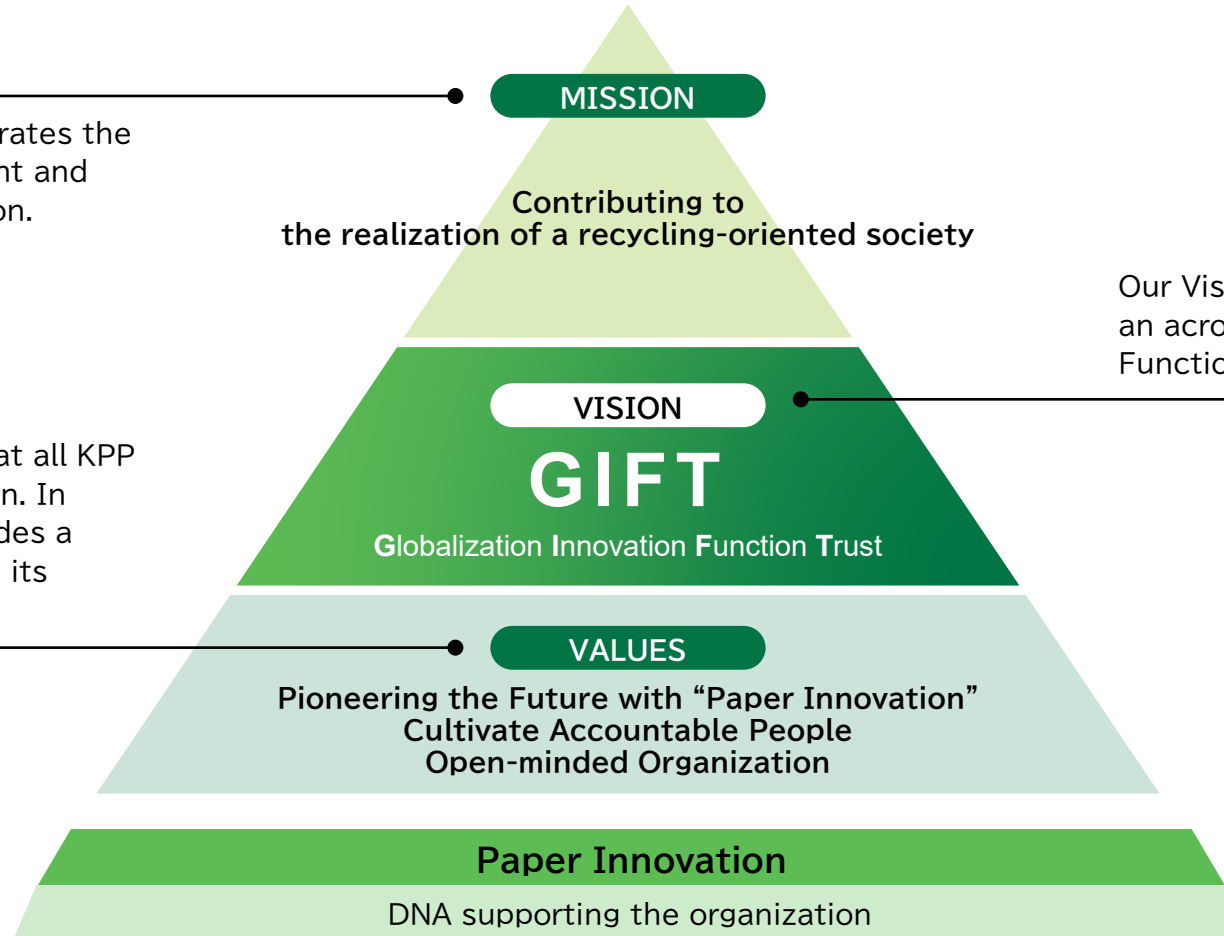 MISSION
rates the
nt and
on.
Contributing to
the realization of a recycling-oriented society
Our Vis
an acro
Functio
VISION
GIFT
Globalization Innovation Function Trust
at all KPP
n. In
des a
its
VALUES
Pioneering the Future with “Paper Innovation”
Cultivate Accountable People
Open-minded Organization
Paper Innovation
DNA supporting the organization